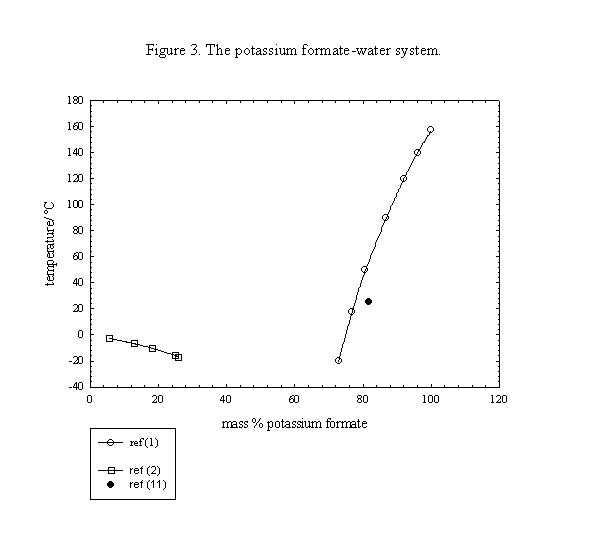 Figure 3. The potassium formate-water system.
180
160
140
120
100
80
60
40
20
0
-20
-40
temperature/°C
0 20 40 60 80 100 120
mass % potassium formate
ref (1)
ref (2)
ref (11)